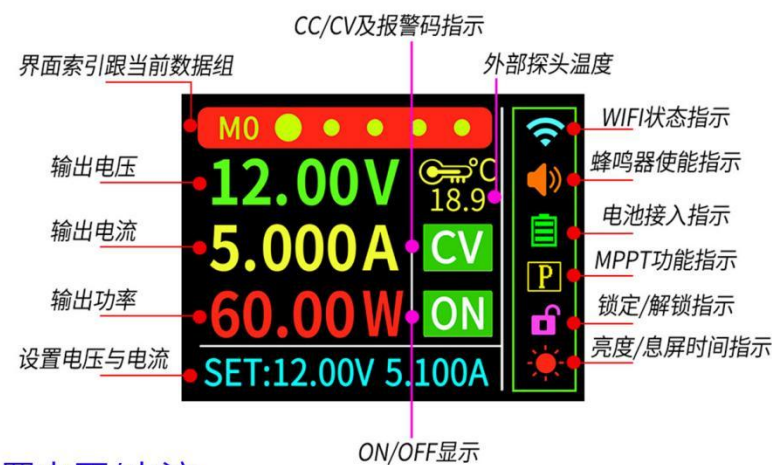 CC/CV及报警码指示
界面索引跟当前数据组
外部探头温度
M0
WIFI状态指示
输出电压
12.00V
℃
18.9
蜂鸣器使能指示
电池接入指示
输出电流
5.000A
CV
MPPT功能指示
P
输出功率
60.00W
ON
锁定/解锁指示
设置电压与电流
SET:12.00V 5.100A
亮度/息屏时间指示
ON/OFF显示